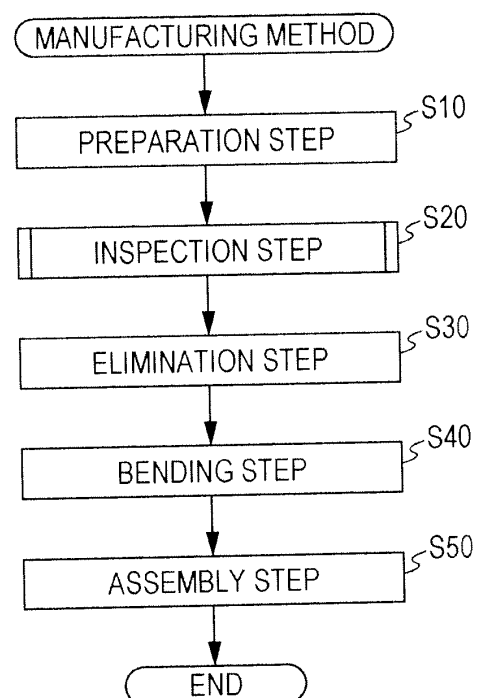 MANUFACTURING METHOD
S10
PREPARATION STEP
S20
INSPECTION STEP
S30
ELIMINATION STEP
S40
BENDING STEP
S50
ASSEMBLY STEP
END